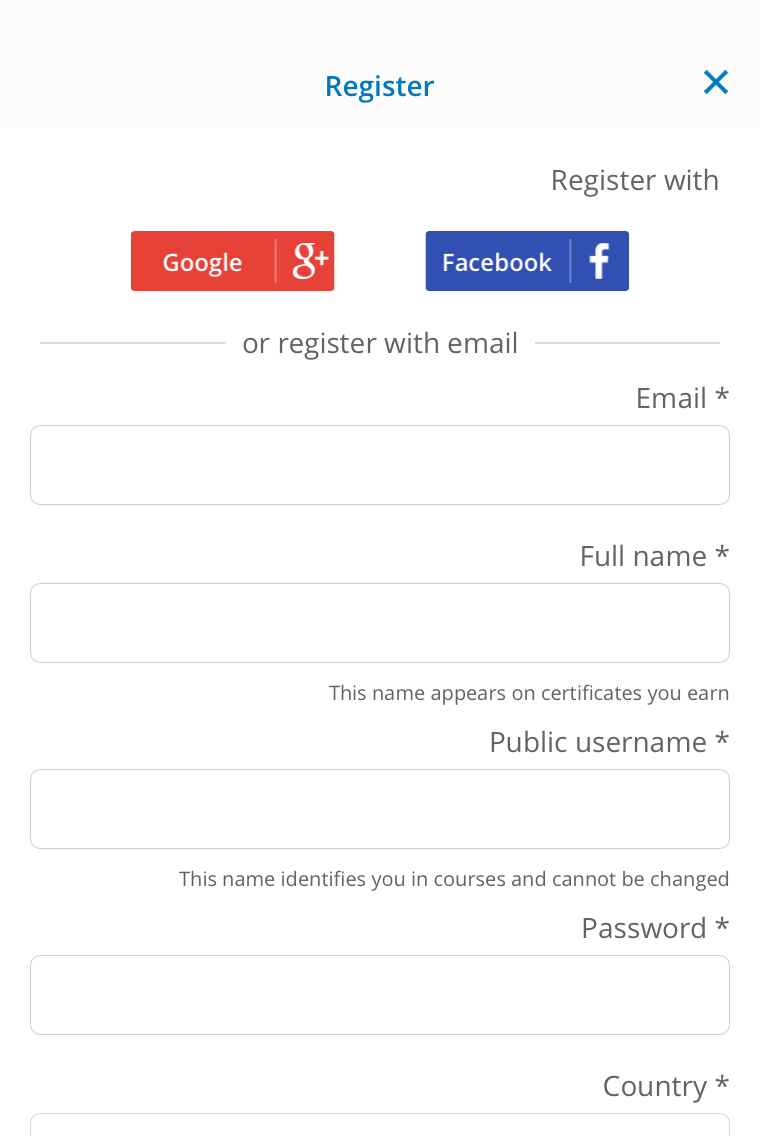 Register
Register with
Google g+
Facebook f
or register with email
Email *
Full name *
This name appears on certificates you earn
Public username *
This name identifies you in courses and cannot be changed
Password *
Country *